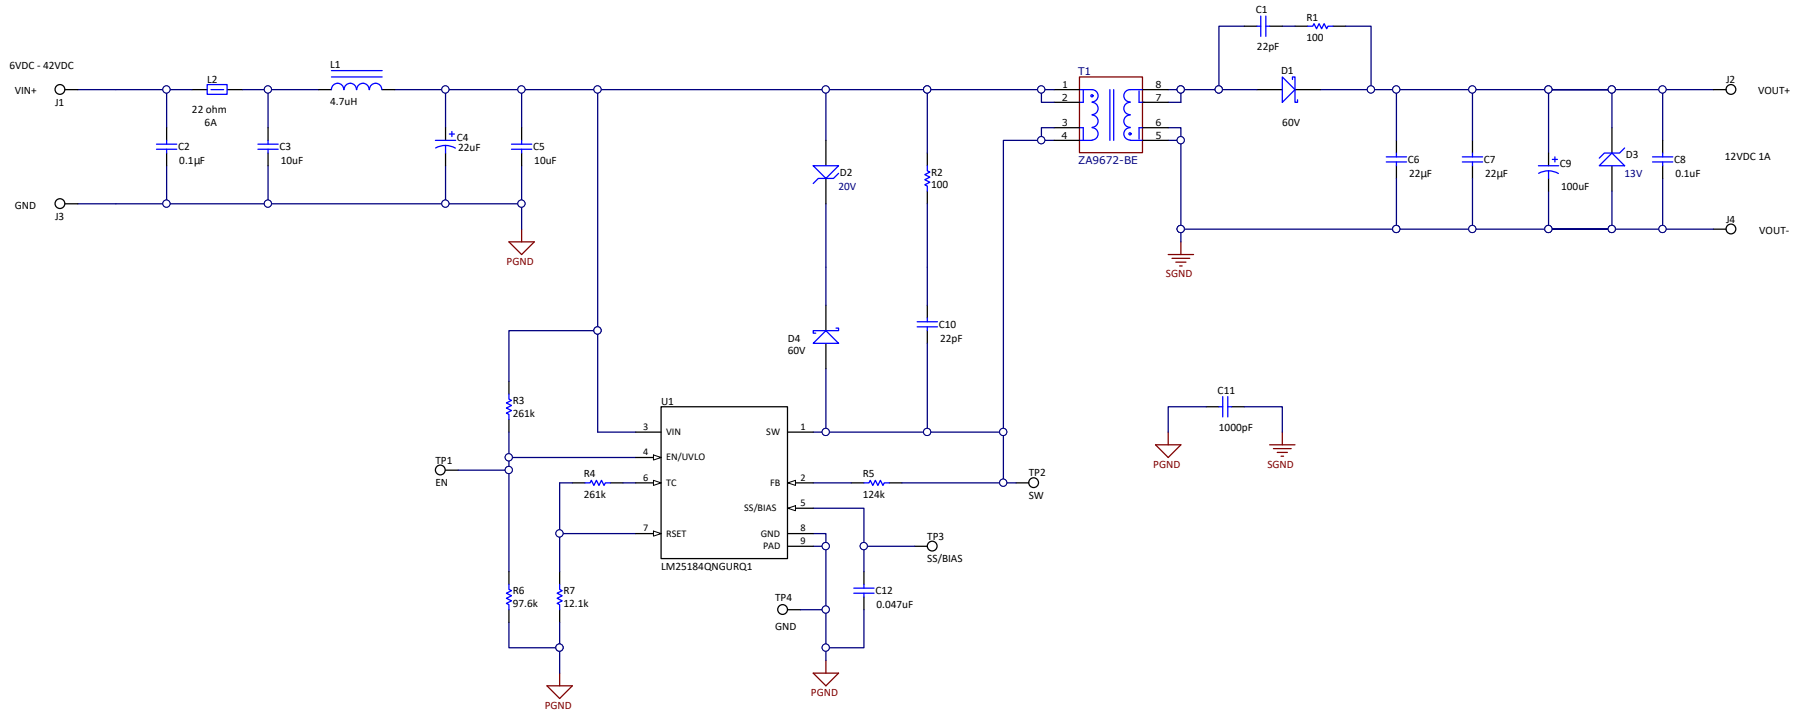 6VDC - 42VDC
VIN+
J1
L2
22 ohm
6A
L1
4.7uH
C2
0.1µF
C3
10uF
+
C4
22uF
C5
10uF
GND
J3
PGND
D2
20V
R2
100
D4
60V
C10
22pF
T1
1
2
3
4
8
7
6
5
ZA9672-BE
C1
22pF
R1
100
D1
60V
J2
VOUT+
C6
22µF
C7
22µF
+
C9
100uF
D3
13V
C8
0.1uF
12VDC 1A
J4
VOUT-
SGND
R3
261k
TP1
EN
R4
261k
R6
97.6k
R7
12.1k
PGND
U1
3
VIN
4
EN/UVLO
6
TC
7
RSET
SW
1
FB
2
SS/BIAS
5
GND
8
PAD
9
LM25184QNGURQ1
R5
124k
TP2
SW
TP3
SS/BIAS
C12
0.047uF
TP4
GND
PGND
C11
1000pF
PGND
SGND